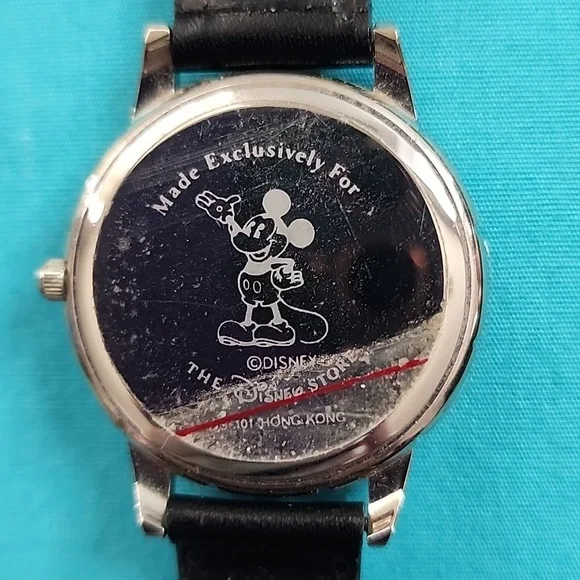 Made Exclusively For
©DISNEY
THE Disney STORE
101 HONG KONG